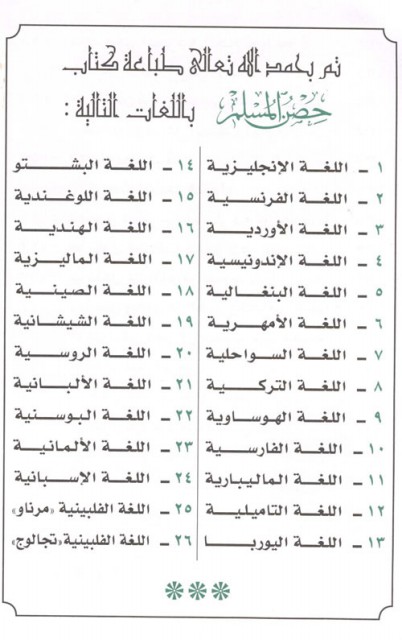 تم بحمد الله تعالى طباعة كتاب
حصن المسلم باللغات التالية :
١ - اللغة الإنجليزية
٢ - اللغة الفرنسية
٣ - اللغة الأوردية
٤ - اللغة الإندونيسية
٥ - اللغة البنغالية
٦ - اللغة الأمهرية
٧ - اللغة السواحلية
٨ - اللغة التركية
٩ - اللغة الهوساوية
١٠ - اللغة الفارسية
١١ - اللغة الماليبارية
١٢ - اللغة التاميلية
١٣ - اللغة اليوربا
١٤ - اللغة البشتو
١٥ - اللغة اللوغندية
١٦ - اللغة الهندية
١٧ - اللغة الماليزية
١٨ - اللغة الصينية
١٩ - اللغة الشيشانية
٢٠ - اللغة الروسية
٢١ - اللغة الألبانية
٢٢ - اللغة البوسنية
٢٣ - اللغة الألمانية
٢٤ - اللغة الإسبانية
٢٥ - اللغة الفلبينية «مرناو»
٢٦ - اللغة الفلبينية «تجالوج»